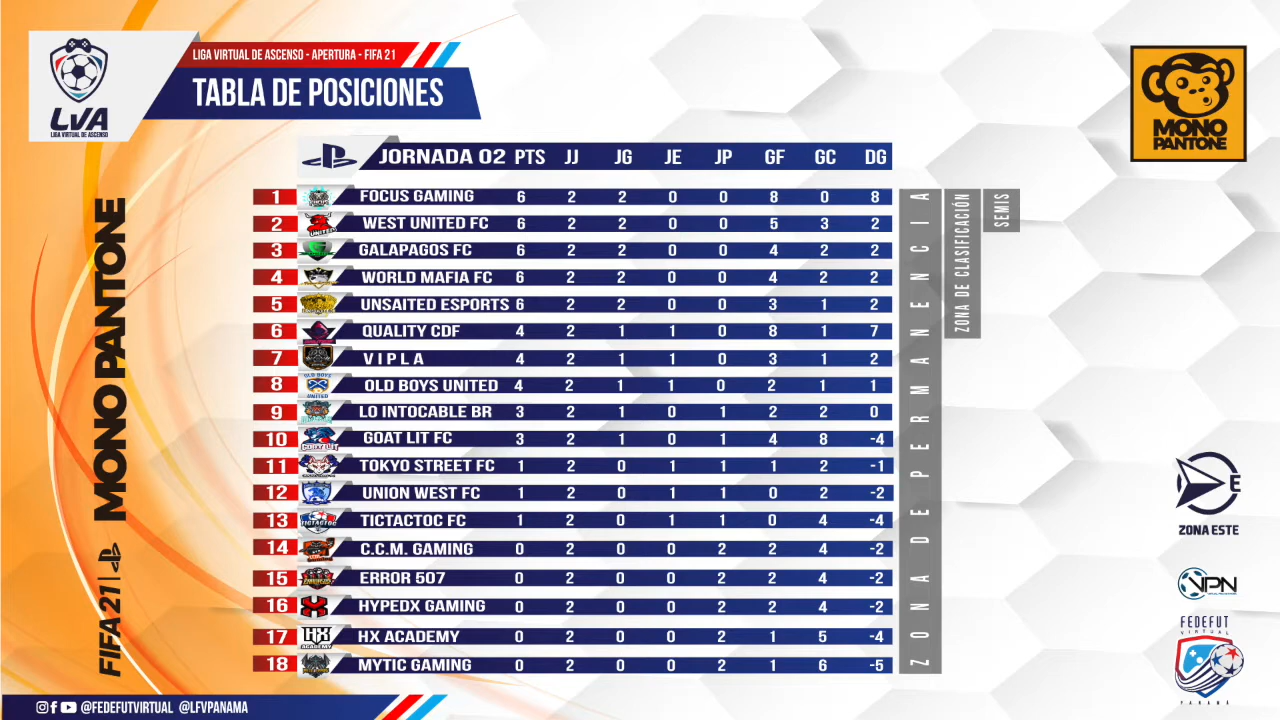 LIGA VIRTUAL DE ASCENSO - APERTURA - FIFA 21
TABLA DE POSICIONES
LVA
LIGA VIRTUAL DE ASCENSO
MONO
PANTONE
JORNADA 02 PTS JJ JG JE JP GF GC DG
1 FOCUS GAMING 6 2 2 0 0 8 0 8
2 WEST UNITED FC 6 2 2 0 0 5 3 2
3 GALAPAGOS FC 6 2 2 0 0 4 2 2
4 WORLD MAFIA FC 6 2 2 0 0 4 2 2
5 UNSAITED ESPORTS 6 2 2 0 0 3 1 2
6 QUALITY CDF 4 2 1 1 0 8 1 7
7 V I P L A 4 2 1 1 0 3 1 2
8 OLD BOYS UNITED 4 2 1 1 0 2 1 1
9 LO INTOCABLE BR 3 2 1 0 1 2 2 0
10 GOAT LIT FC 3 2 1 0 1 4 8 -4
11 TOKYO STREET FC 1 2 0 1 1 1 2 -1
12 UNION WEST FC 1 2 0 1 1 0 2 -2
13 TICTACTOC FC 1 2 0 1 1 0 4 -4
14 C.C.M. GAMING 0 2 0 0 2 2 4 -2
15 ERROR 507 0 2 0 0 2 2 4 -2
16 HYPEDX GAMING 0 2 0 0 2 2 4 -2
17 HX ACADEMY 0 2 0 0 2 1 5 -4
18 MYTIC GAMING 0 2 0 0 2 1 6 -5
ZONA DE PERMANENCIA
ZONA DE CLASIFICACIÓN
SEMIS
FIFA 21 | MONO PANTONE
E
ZONA ESTE
VPN
FEDEFUT
VIRTUAL
PANAMÁ
@FEDEFUTVIRTUAL @LFVPANAMA